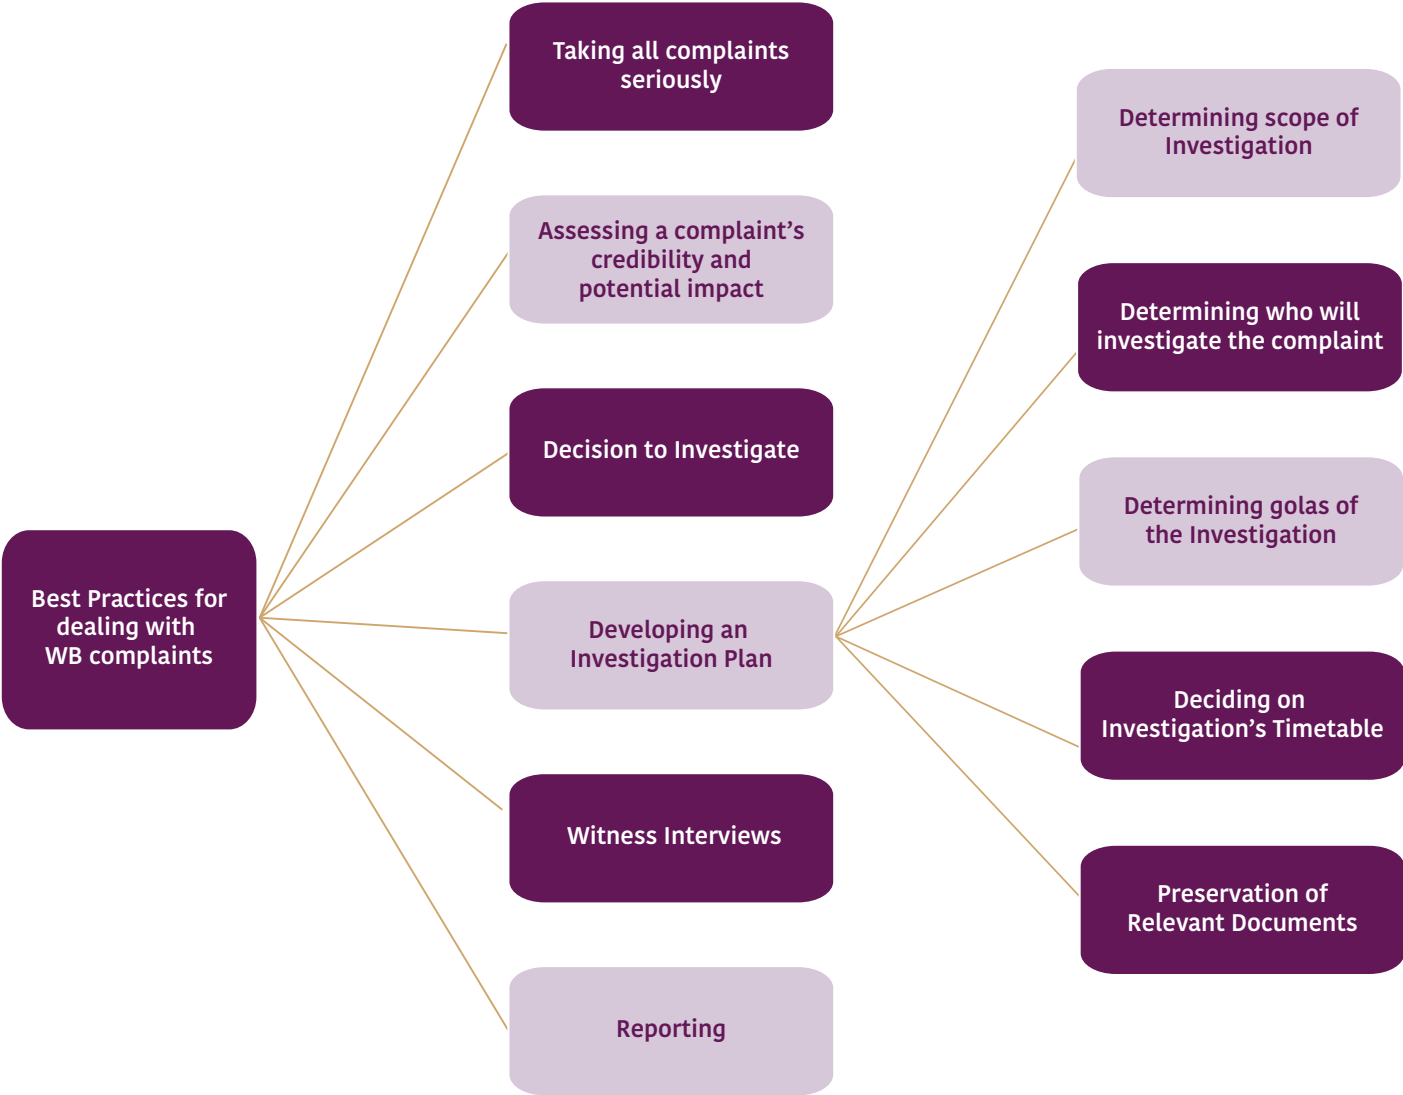 Best Practices for
dealing with
WB complaints
Taking all complaints
seriously
Assessing a complaint’s
credibility and
potential impact
Decision to Investigate
Developing an
Investigation Plan
Witness Interviews
Reporting
Determining scope of
Investigation
Determining who will
investigate the complaint
Determining golas of
the Investigation
Deciding on
Investigation’s Timetable
Preservation of
Relevant Documents